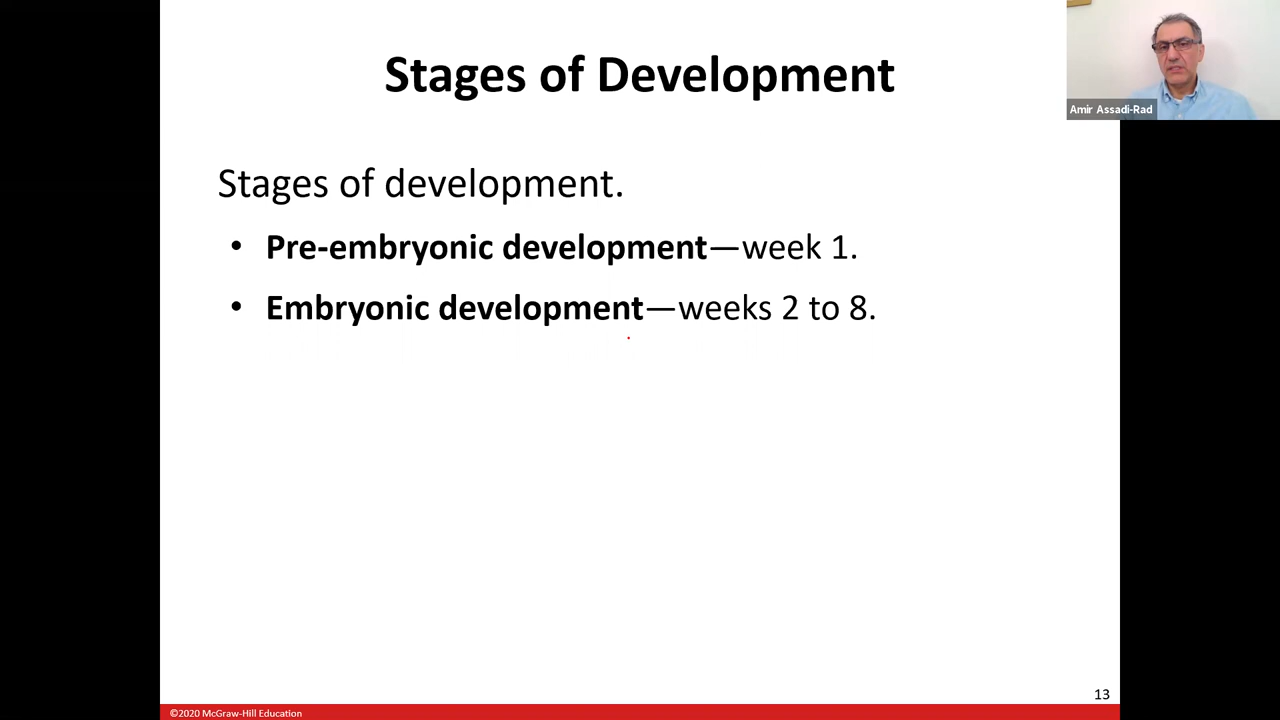 Stages of Development
Amir Assadi-Rad
Stages of development.
• Pre-embryonic development—week 1.
• Embryonic development—weeks 2 to 8.
13
©2020 McGraw-Hill Education